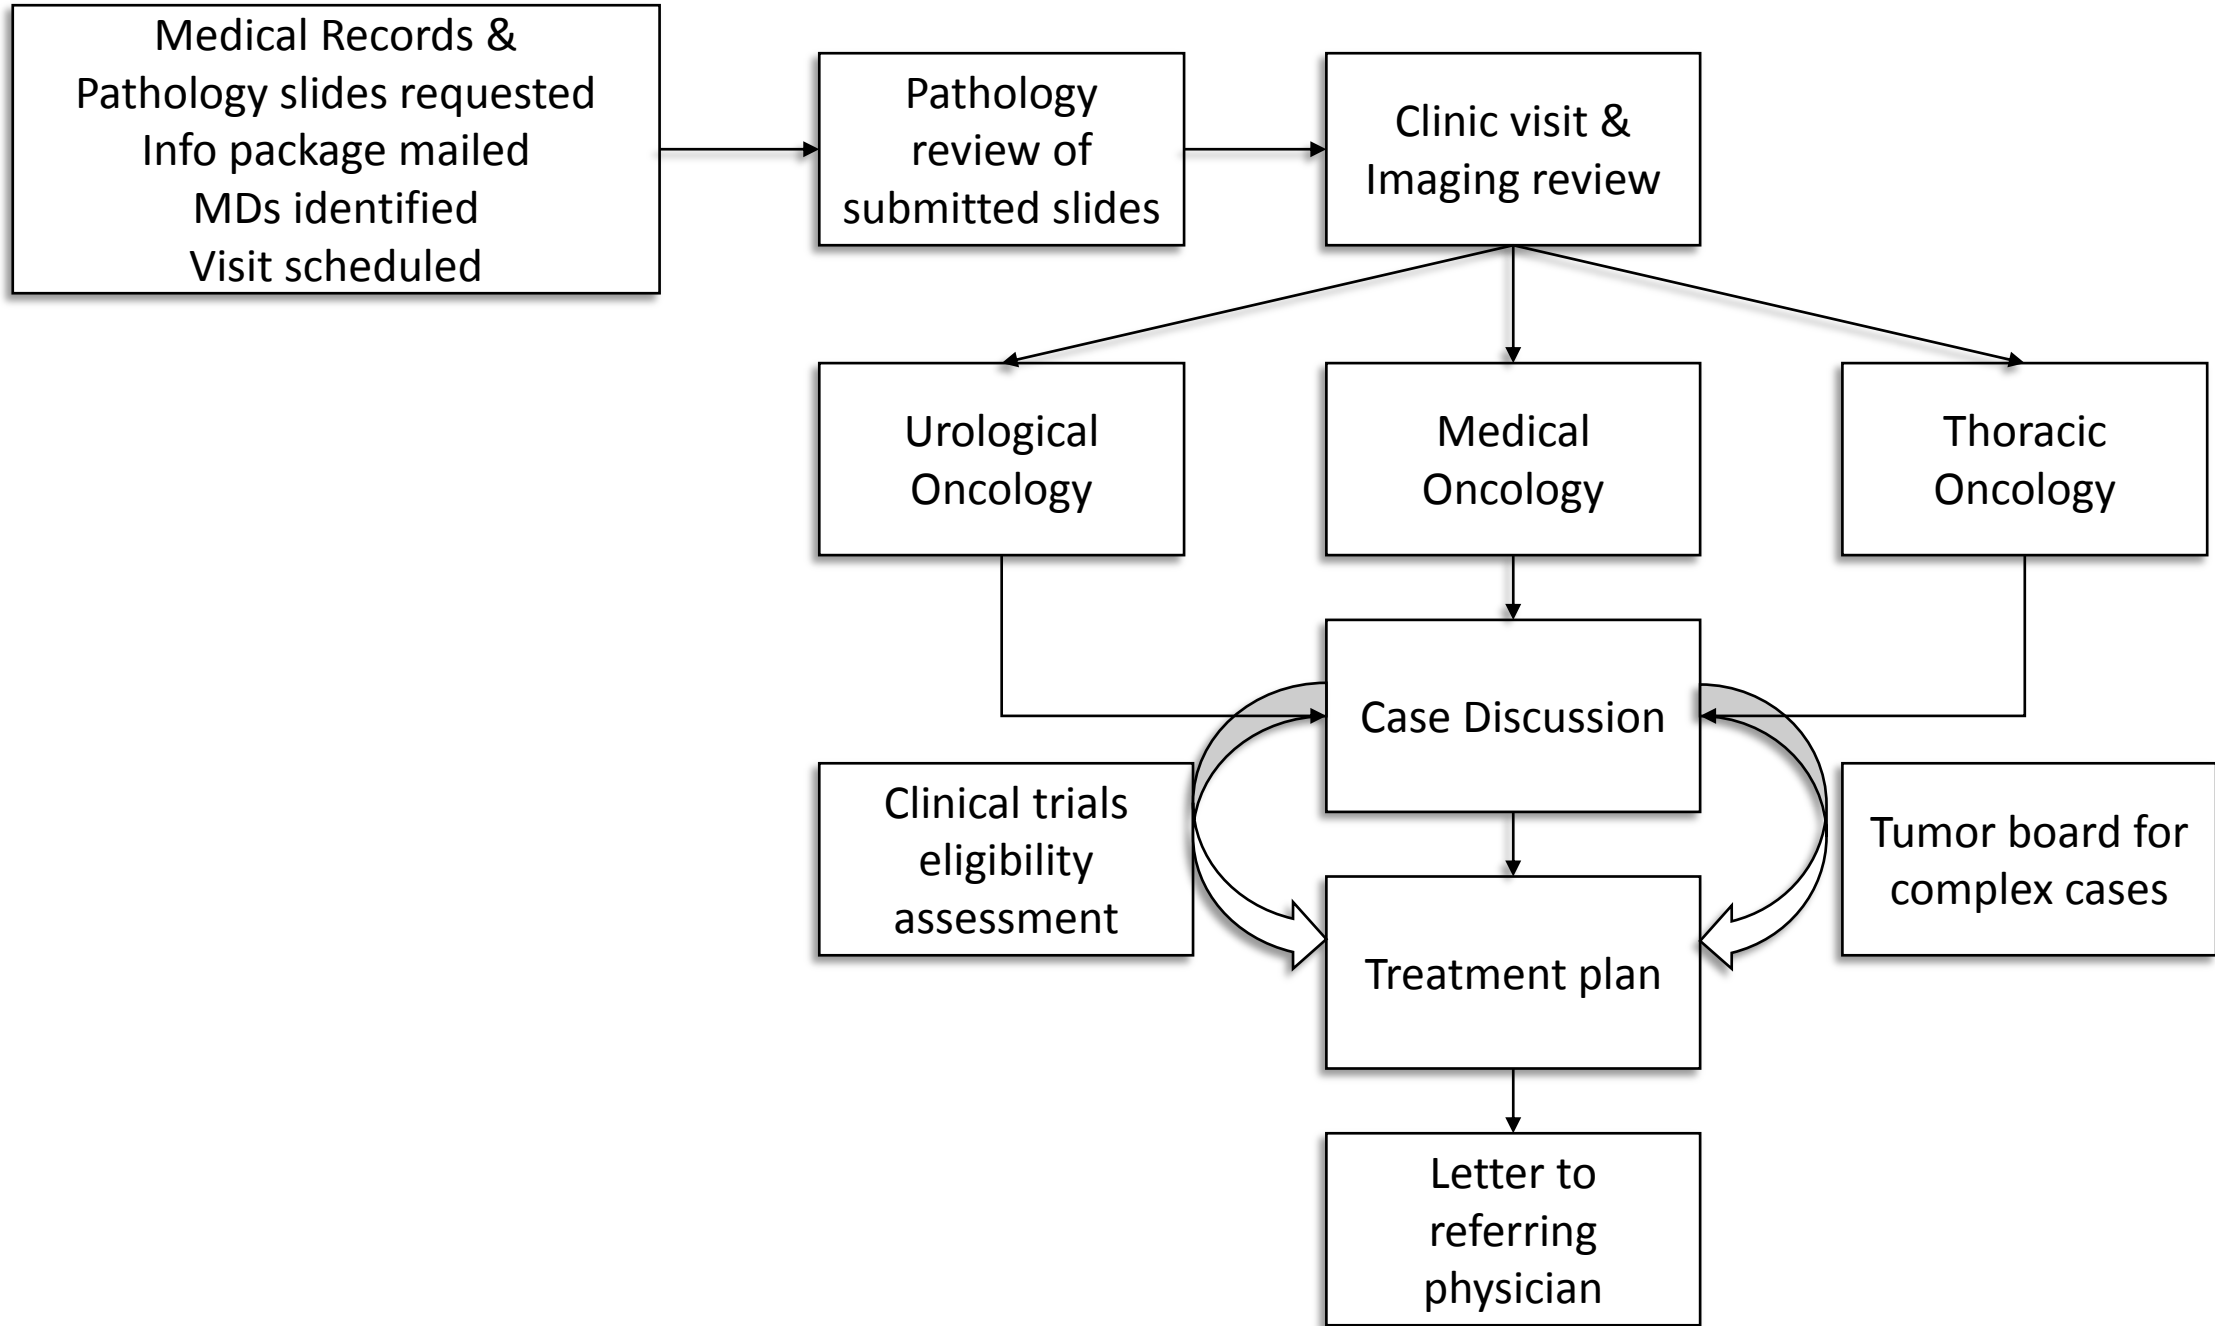 Medical Records &
Pathology slides requested
Info package mailed
MDs identified
Visit scheduled
Pathology
review of
submitted slides
Clinic visit &
Imaging review
Urological
Oncology
Medical
Oncology
Thoracic
Oncology
Case Discussion
Clinical trials
eligibility
assessment
Tumor board for
complex cases
Treatment plan
Letter to
referring
physician